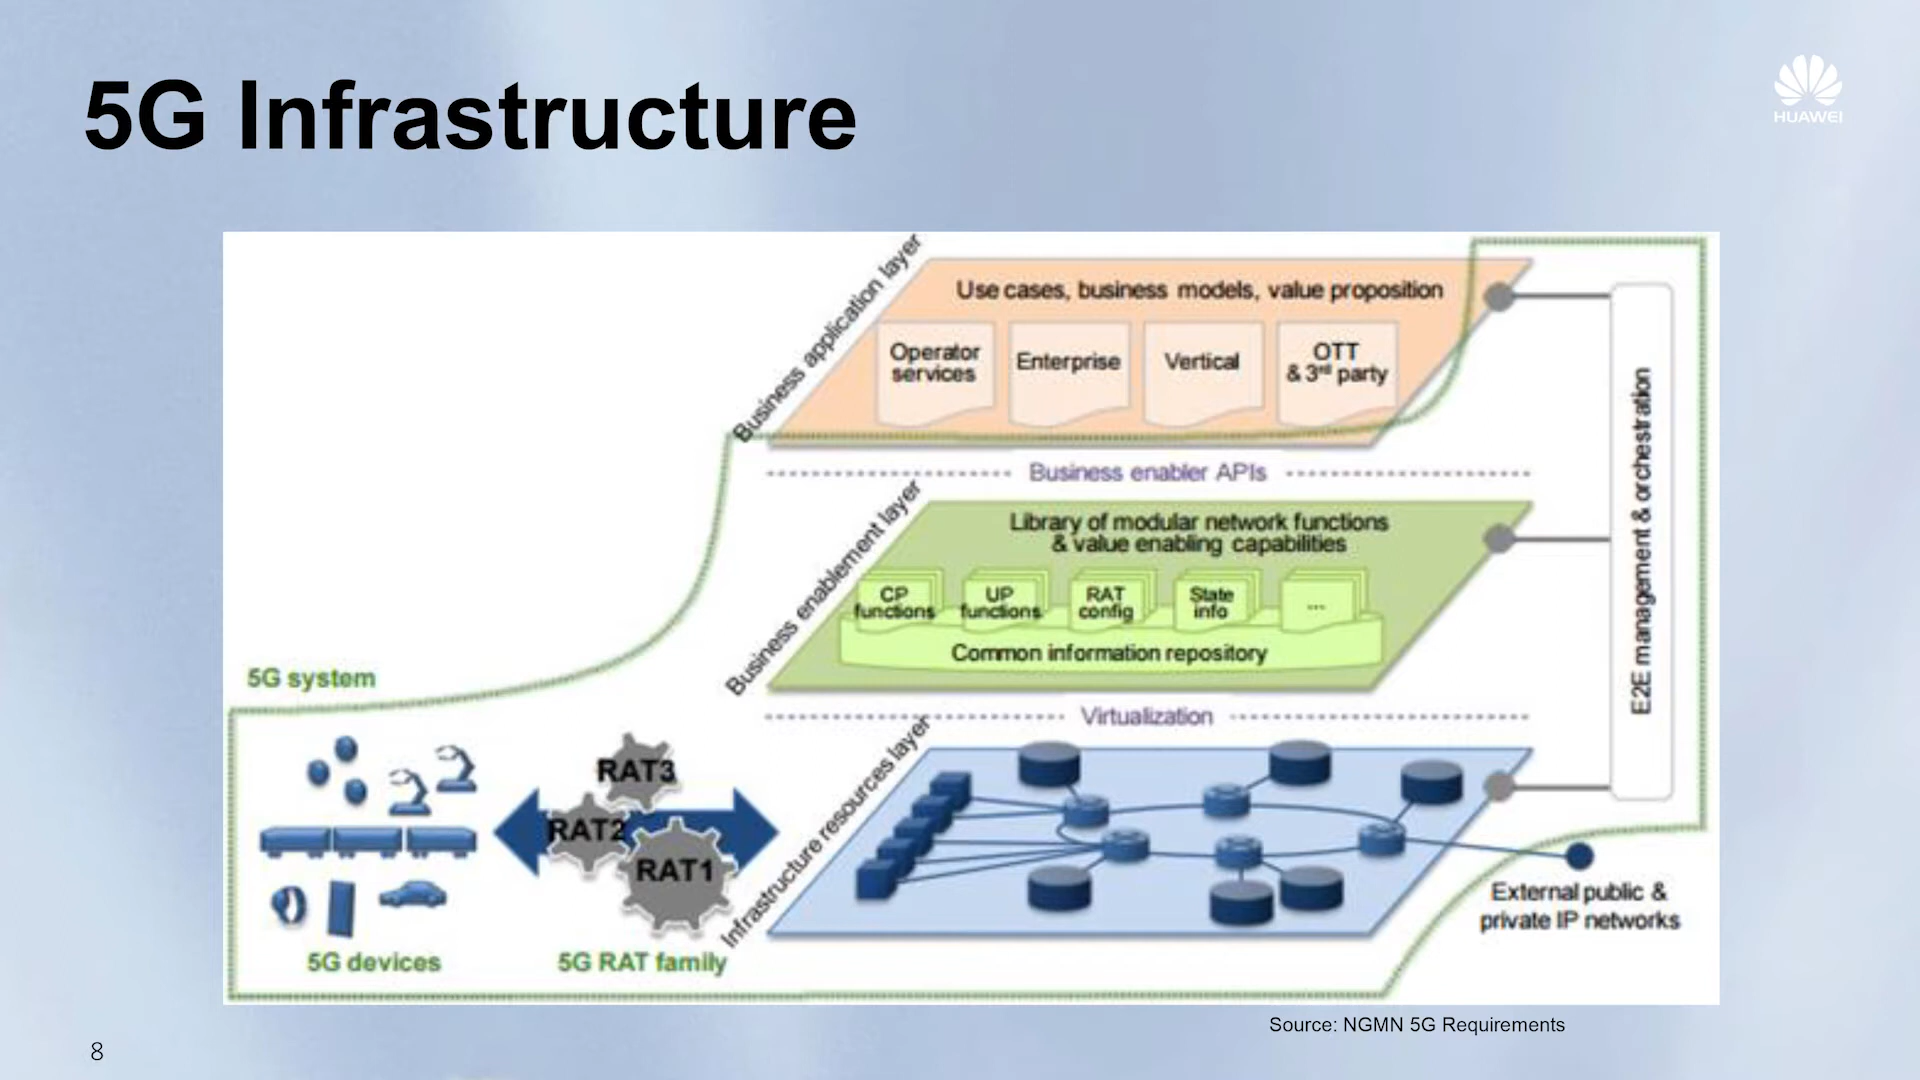 5G Infrastructure
HUAWEI
Business application layer
Use cases, business models, value proposition
Operator
services
Enterprise
Vertical
OTT
& 3rd party
Business enabler APIs
Business enablement layer
Library of modular network functions
& value enabling capabilities
CP
functions
UP
functions
RAT
config
State
info
...
Common information repository
E2E management & orchestration
Virtualization
5G system
Infrastructure resources layer
RAT3
RAT2
RAT1
5G devices
5G RAT family
External public &
private IP networks
Source: NGMN 5G Requirements
8